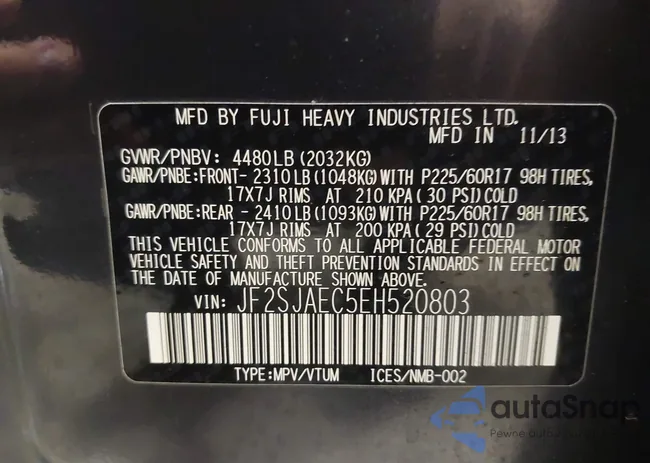 MFD BY FUJI HEAVY INDUSTRIES LTD.
MFD IN 11/13
GVWR/PNBV: 4480LB(2032KG)
GAWR/PNBE:FRONT- 2310LB(1048KG)WITH P225/60R17 98H TIRES,
17X7J RIMS AT 210 KPA(30 PSI)COLD
GAWR/PNBE:REAR - 2410LB(1093KG)WITH P225/60R17 98H TIRES,
17X7J RIMS AT 200 KPA(29 PSI)COLD
THIS VEHICLE CONFORMS TO ALL APPLICABLE FEDERAL MOTOR
VEHICLE SAFETY AND THEFT PREVENTION STANDARDS IN EFFECT ON
THE DATE OF MANUFACTURE SHOWN ABOVE.
VIN: JF2SJAEC5EH520803
TYPE:MPV/VTUM ICES/NMB-002
autaSnap
Pewne auto